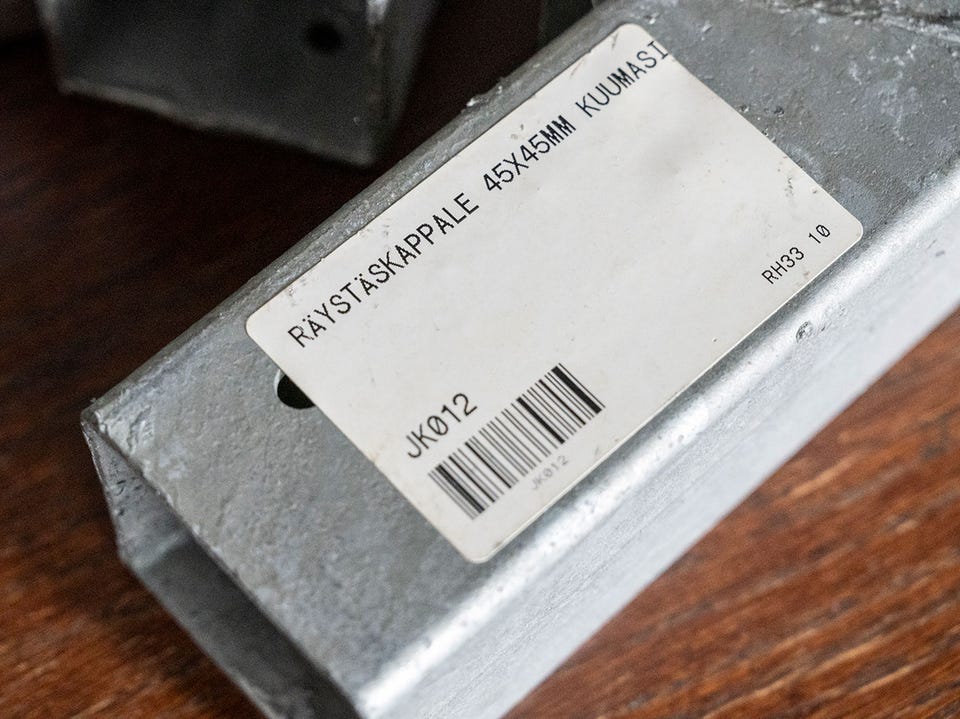 RÄYSTÄSKAPPALE 45X45MM KUUMASI
RH33 10
JK012
JK012